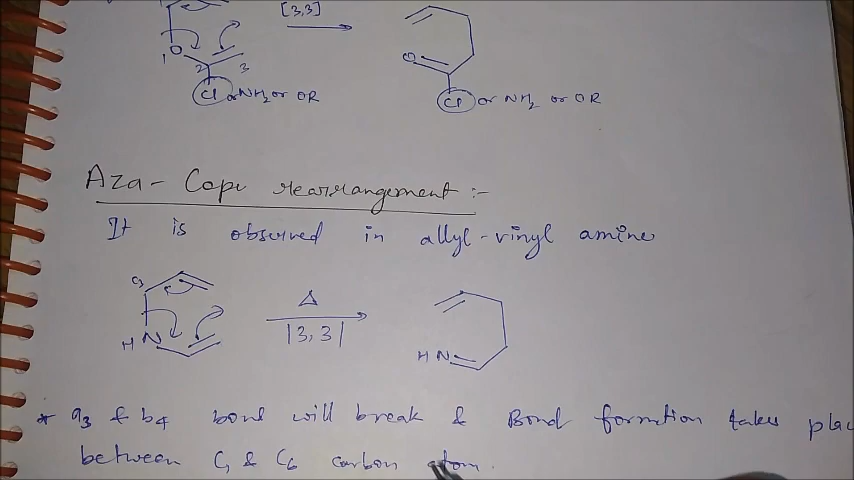 [3,3]
O
1
2
3
O
Cl or NH2 or OR
Cl or NH2 or OR
Aza-Cope rearrangement :-
It is observed in allyl-vinyl amine
Δ
|3,3|
H N
H N
* a3 & b4 bond will break & Bond formation takes plac
between C1 & C6 carbon atom.